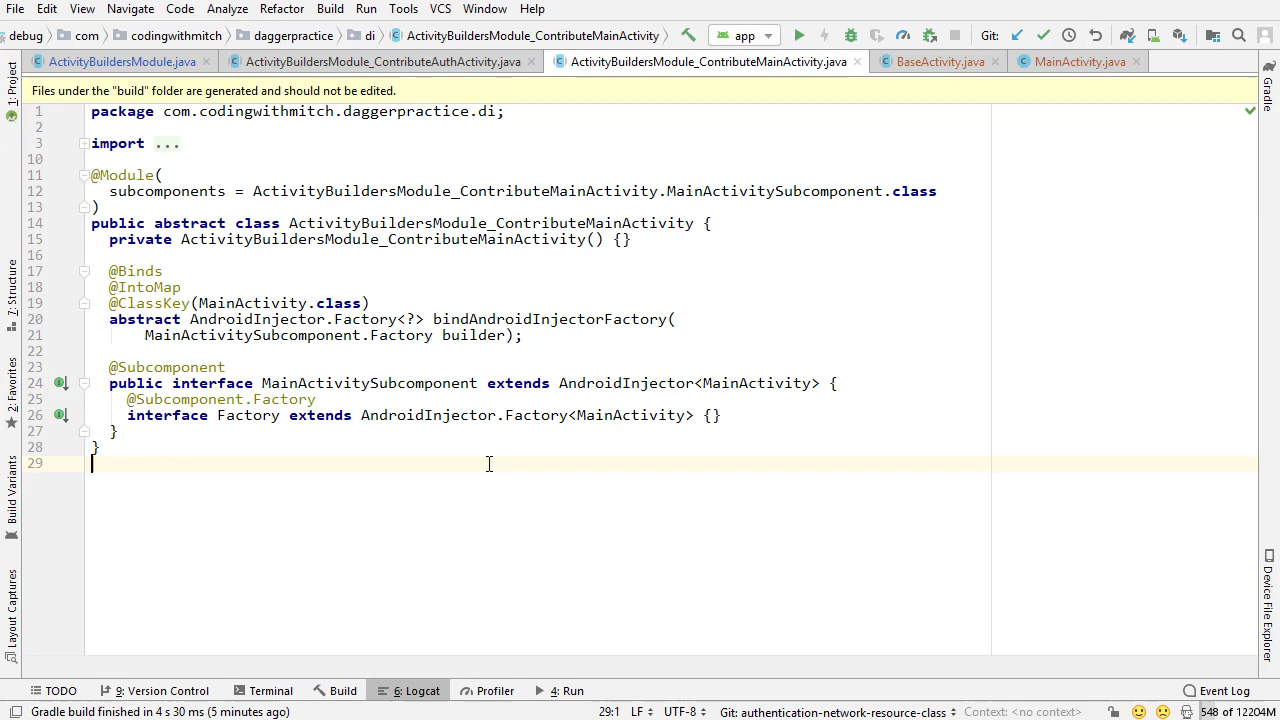 File Edit View Navigate Code Analyze Refactor Build Run Tools VCS Window Help
debug com codingwithmitch daggerpractice di ActivityBuildersModule_ContributeMainActivity app Git:
ActivityBuildersModule.java ActivityBuildersModule_ContributeAuthActivity.java ActivityBuildersModule_ContributeMainActivity.java BaseActivity.java MainActivity.java
Files under the "build" folder are generated and should not be edited.
1 package com.codingwithmitch.daggerpractice.di;
2
3 import ...
10
11 @Module(
12 subcomponents = ActivityBuildersModule_ContributeMainActivity.MainActivitySubcomponent.class
13 )
14 public abstract class ActivityBuildersModule_ContributeMainActivity {
15 private ActivityBuildersModule_ContributeMainActivity() {}
16
17 @Binds
18 @IntoMap
19 @ClassKey(MainActivity.class)
20 abstract AndroidInjector.Factory<?> bindAndroidInjectorFactory(
21 MainActivitySubcomponent.Factory builder);
22
23 @Subcomponent
24 public interface MainActivitySubcomponent extends AndroidInjector<MainActivity> {
25 @Subcomponent.Factory
26 interface Factory extends AndroidInjector.Factory<MainActivity> {}
27 }
28 }
29
1: Project
7: Structure
2: Favorites
Build Variants
Layout Captures
Gradle
Device File Explorer
TODO 9: Version Control Terminal Build 6: Logcat Profiler 4: Run Event Log
Gradle build finished in 4 s 30 ms (5 minutes ago) 29:1 LF UTF-8 Git: authentication-network-resource-class Context: <no context> 548 of 12204M